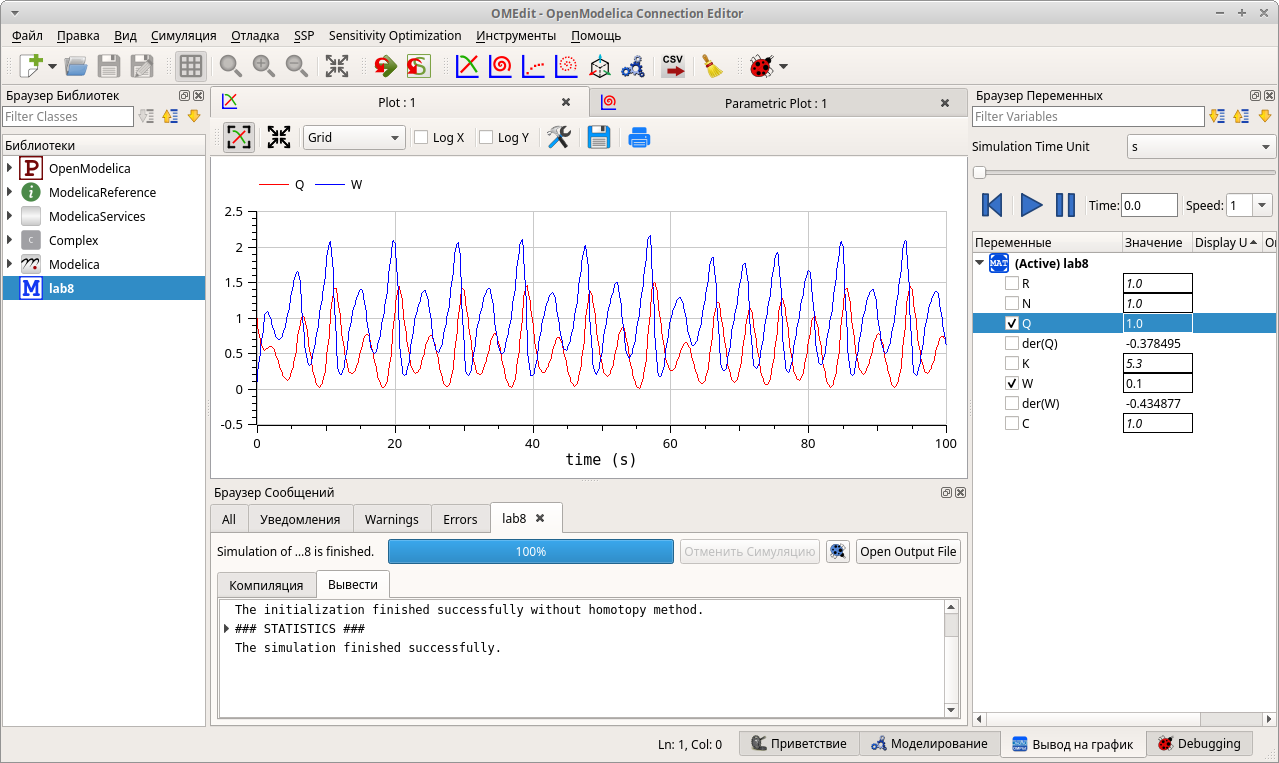 OMEdit - OpenModelica Connection Editor
Файл Правка Вид Симуляция Отладка SSP Sensitivity Optimization Инструменты Помощь
CSV
Браузер Библиотек
Filter Classes
Библиотеки
OpenModelica
ModelicaReference
ModelicaServices
Complex
Modelica
lab8
Plot : 1
Parametric Plot : 1
Grid
Log X
Log Y
Q
W
2.5
2
1.5
1
0.5
0
-0.5
0 20 40 60 80 100
time (s)
Браузер Сообщений
All Уведомления Warnings Errors lab8
Simulation of ...8 is finished.
100%
Отменить Симуляцию
Open Output File
Компиляция Вывести
The initialization finished successfully without homotopy method.
### STATISTICS ###
The simulation finished successfully.
Браузер Переменных
Filter Variables
Simulation Time Unit s
Time: 0.0 Speed: 1
Переменные Значение Display U
MAT (Active) lab8
R 1.0
N 1.0
Q 1.0
der(Q) -0.378495
K 5.3
W 0.1
der(W) -0.434877
C 1.0
Ln: 1, Col: 0
Приветствие
Моделирование
Вывод на график
Debugging